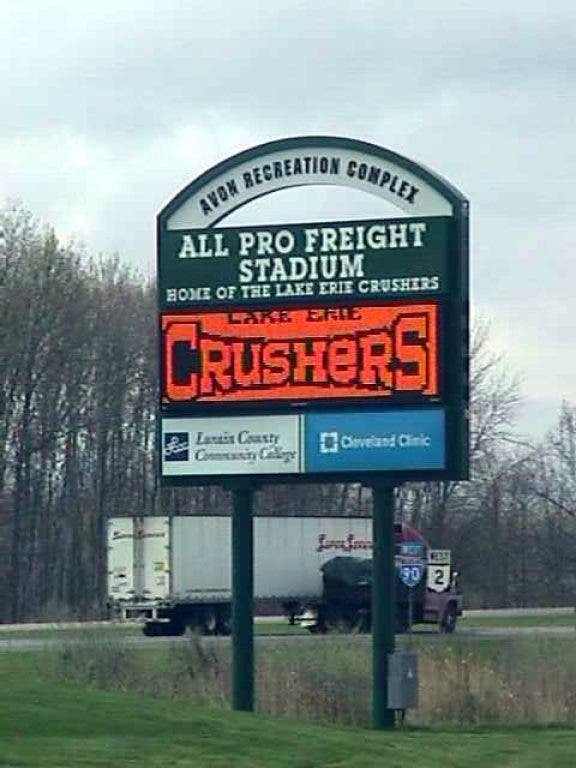 AVON RECREATION COMPLEX
ALL PRO FREIGHT
STADIUM
HOME OF THE LAKE ERIE CRUSHERS
LAKE ERIE
CRUSHERS
Lorain County
Community College
Cleveland Clinic
WEST
90
WEST
2